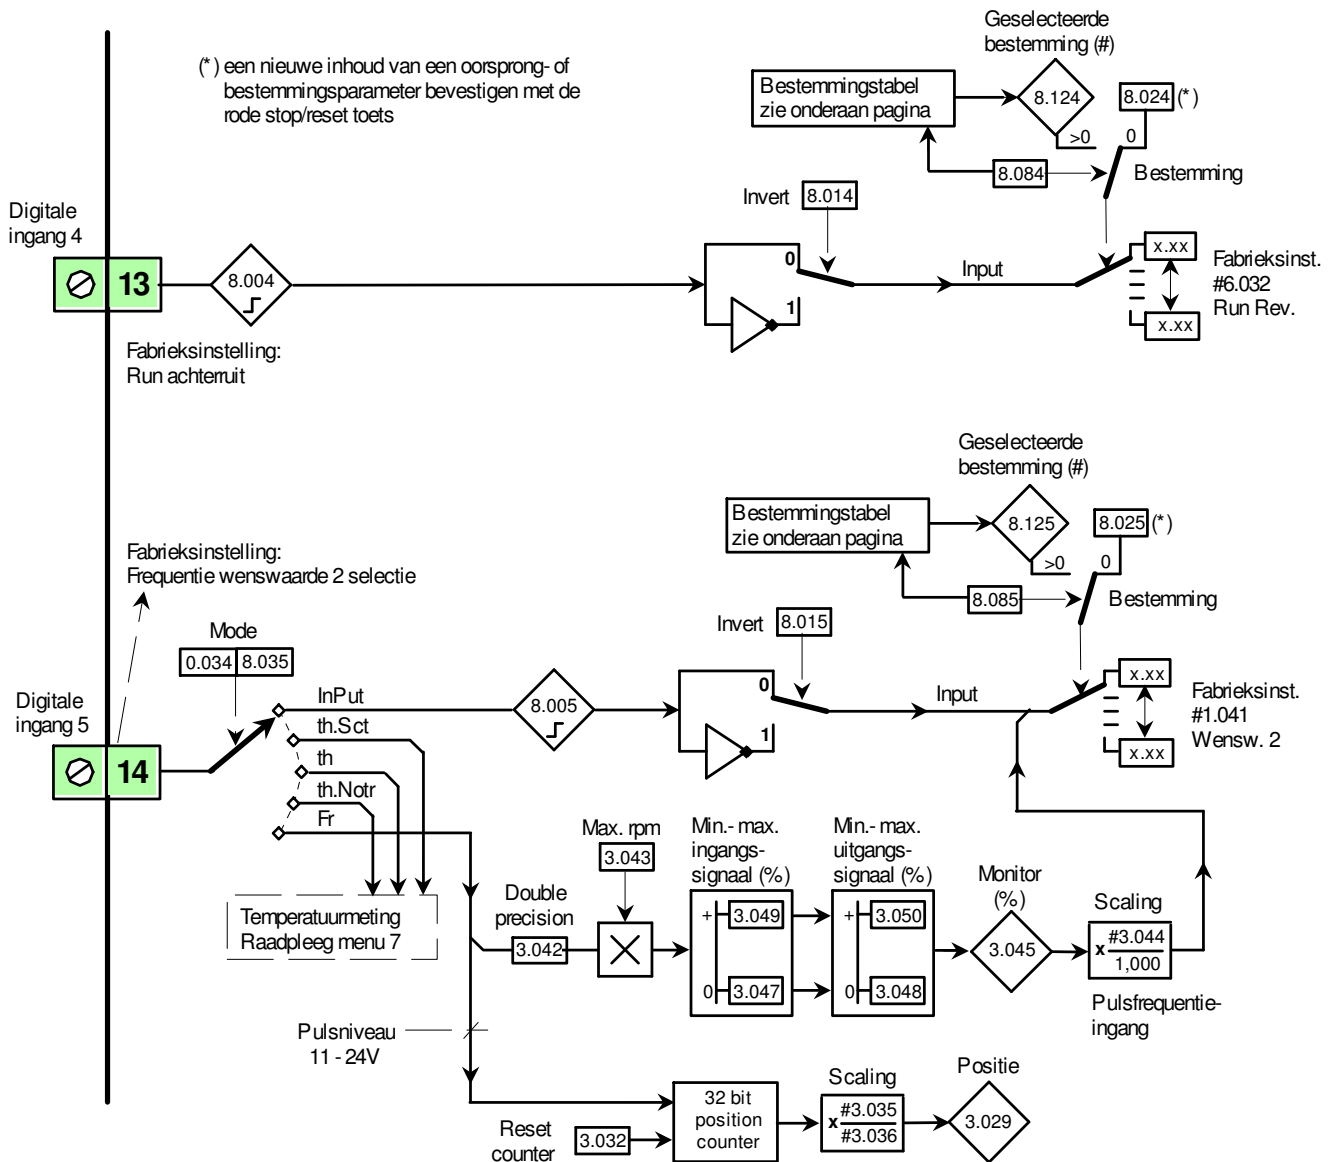 Geselecteerde
bestemming (#)
(*) een nieuwe inhoud van een oorsprong- of
bestemmingsparameter bevestigen met de
rode stop/reset toets
Bestemmingstabel
zie onderaan pagina
8.124
8.024 (*)
>0
0
8.084
Bestemming
Invert
8.014
Digitale
ingang 4
13
8.004
0
1
Input
x.xx
x.xx
Fabrieksinst.
#6.032
Run Rev.
Fabrieksinstelling:
Run achterruit
Geselecteerde
bestemming (#)
Bestemmingstabel
zie onderaan pagina
8.125
8.025 (*)
>0
0
8.085
Bestemming
Fabrieksinstelling:
Frequentie wenswaarde 2 selectie
Mode
0.034 8.035
Invert
8.015
Digitale
ingang 5
14
InPut
th.Sct
th
th.Notr
Fr
8.005
0
1
Input
x.xx
x.xx
Fabrieksinst.
#1.041
Wensw. 2
Temperatuurmeting
Raadpleeg menu 7
Double
precision
3.042
Max. rpm
3.043
Min.- max.
ingangs-
signaal (%)
+
3.049
0
3.047
Min.- max.
uitgangs-
signaal (%)
+
3.050
0
3.048
Monitor
(%)
3.045
Scaling
x #3.044
1,000
Pulsfrequentie-
ingang
Pulsniveau
11 - 24V
Reset
counter
3.032
32 bit
position
counter
Scaling
x #3.035
#3.036
Positie
3.029